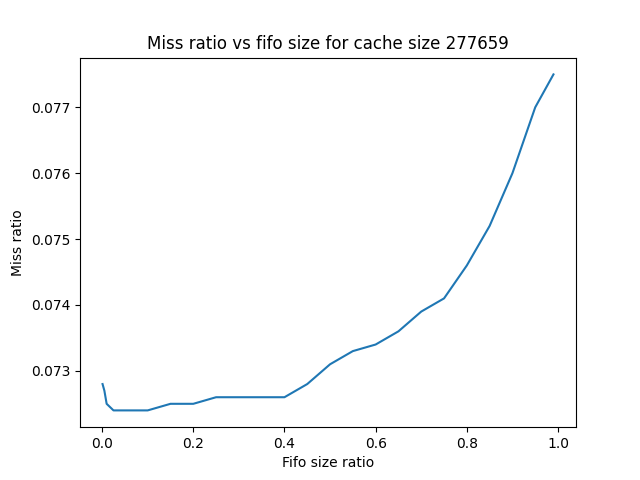 Miss ratio vs fifo size for cache size 277659
0.077
0.076
0.075
0.074
0.073
Miss ratio
0.0 0.2 0.4 0.6 0.8 1.0
Fifo size ratio